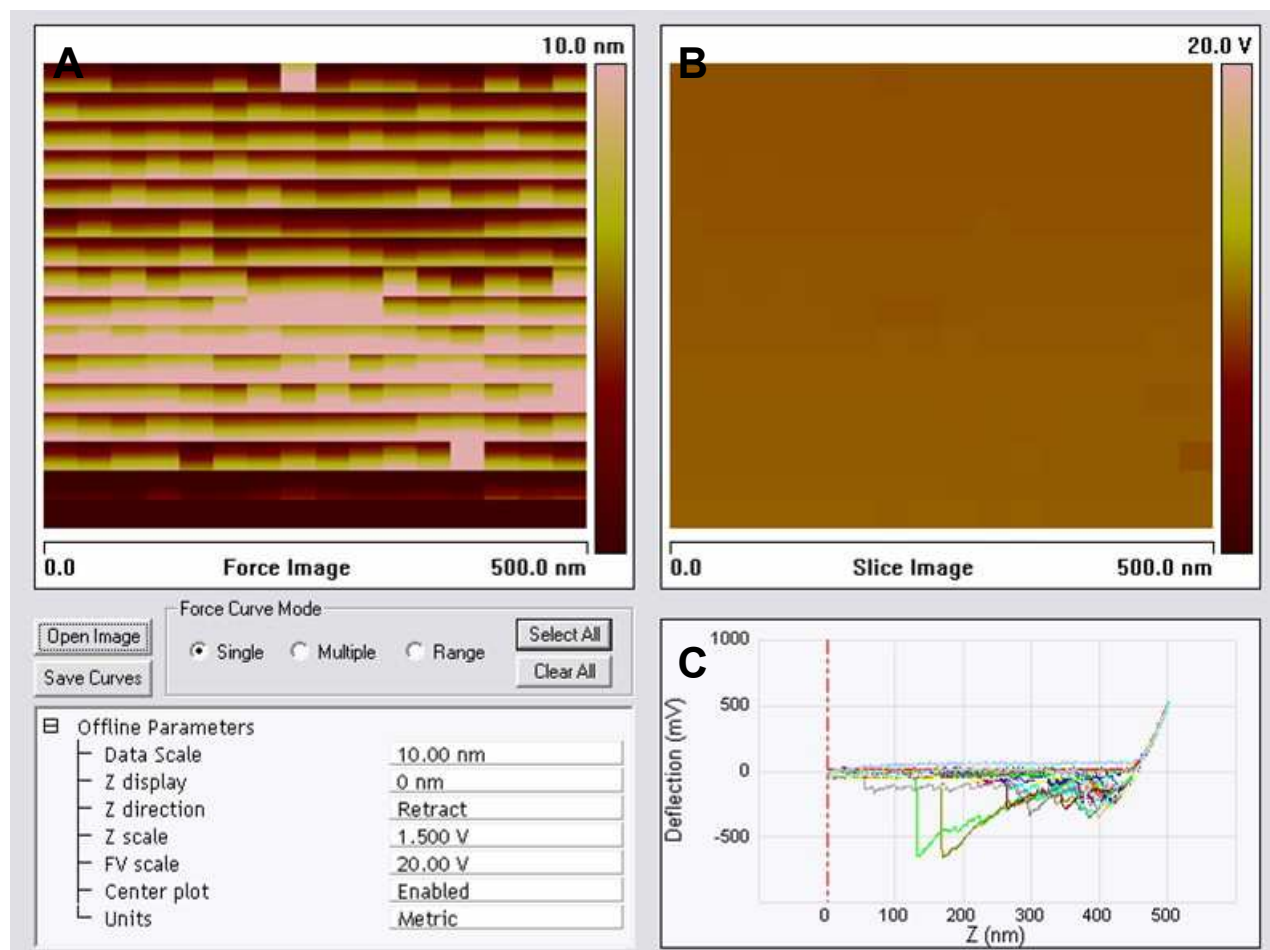 A
10.0 nm
0.0 Force Image 500.0 nm
B
20.0 V
0.0 Slice Image 500.0 nm
Open Image
Save Curves
Force Curve Mode
Single Multiple Range
Select All
Clear All
Offline Parameters
Data Scale 10.00 nm
Z display 0 nm
Z direction Retract
Z scale 1.500 V
FV scale 20.00 V
Center plot Enabled
Units Metric
C
Deflection (mV)
1000
500
0
-500
0 100 200 300 400 500
Z (nm)